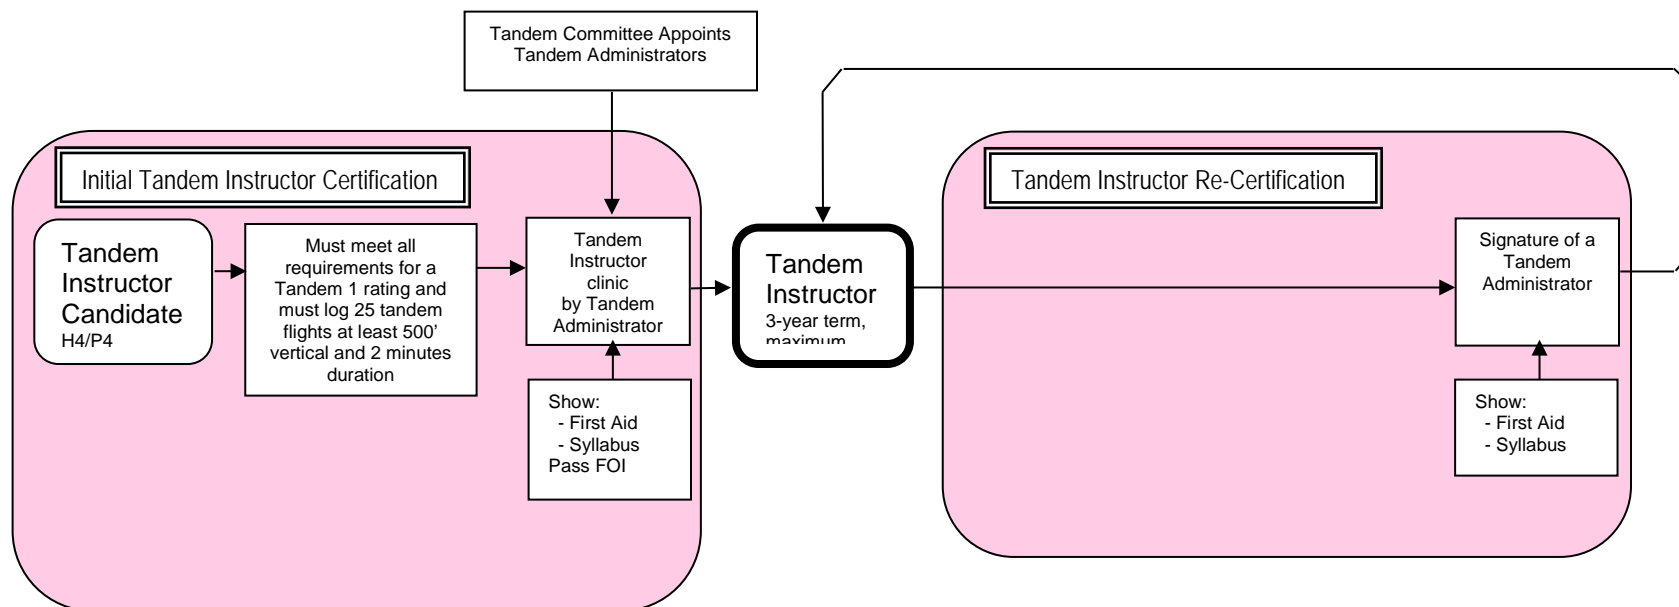 Tandem Committee Appoints
Tandem Administrators
Initial Tandem Instructor Certification
Tandem
Instructor
Candidate
H4/P4
Must meet all
requirements for a
Tandem 1 rating and
must log 25 tandem
flights at least 500’
vertical and 2 minutes
duration
Tandem
Instructor
clinic
by Tandem
Administrator
Show:
- First Aid
- Syllabus
Pass FOI
Tandem
Instructor
3-year term,
maximum
Tandem Instructor Re-Certification
Signature of a
Tandem
Administrator
Show:
- First Aid
- Syllabus